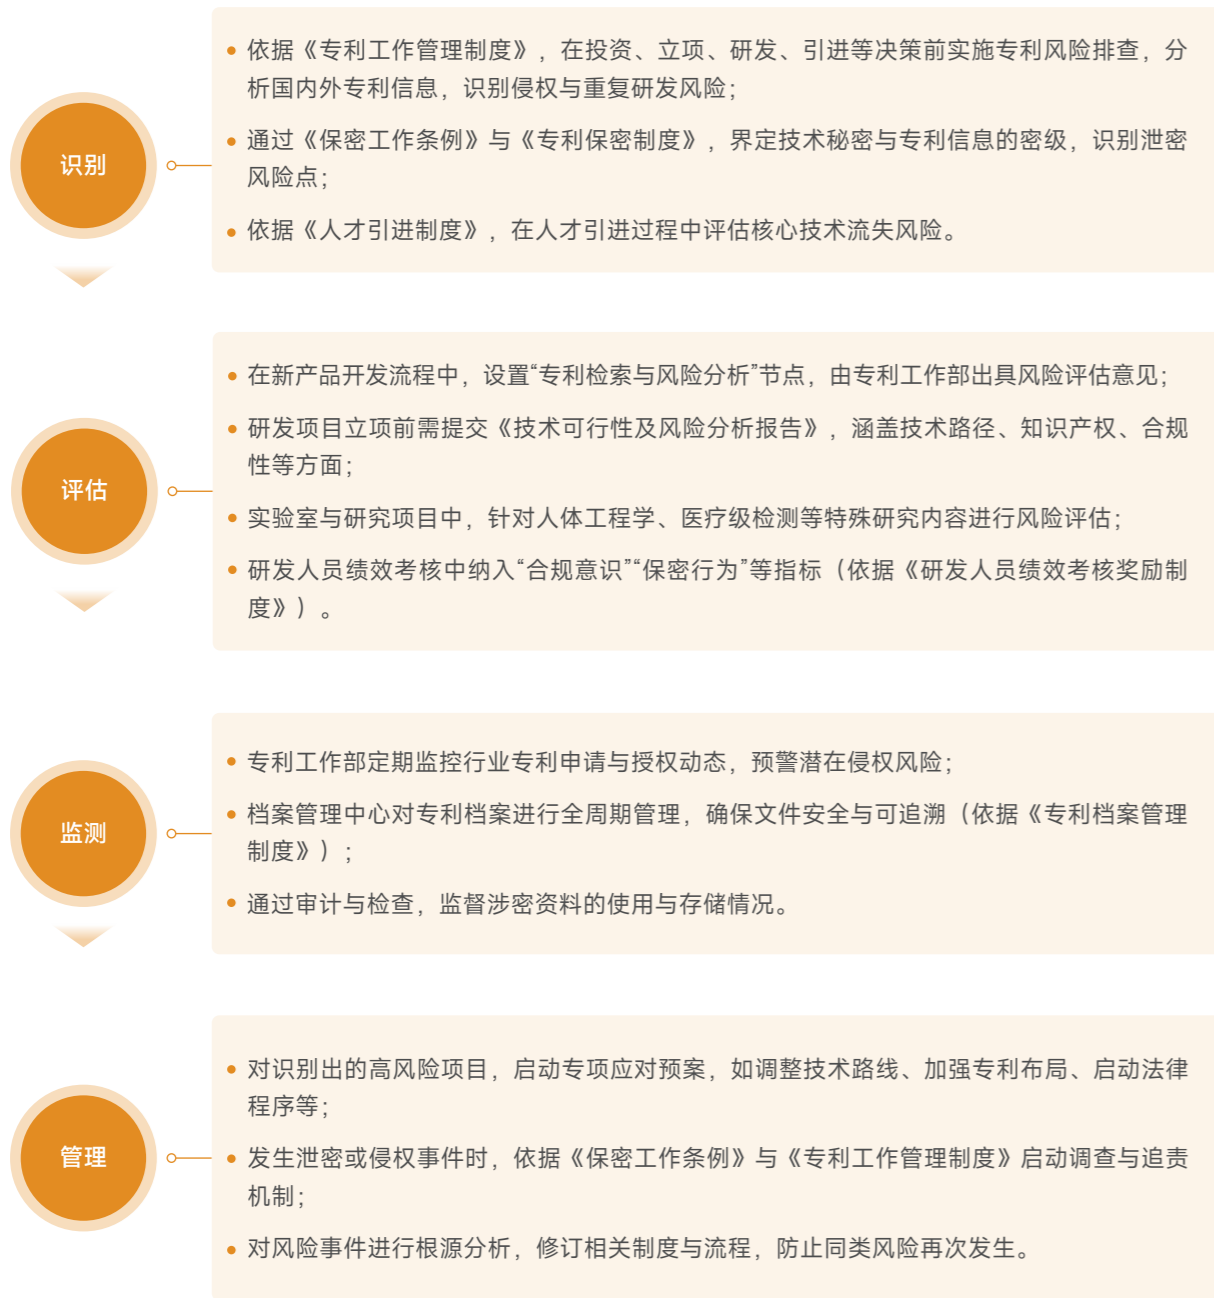 识别
依据《专利工作管理制度》，在投资、立项、研发、引进等决策前实施专利风险排查，分
析国内外专利信息，识别侵权与重复研发风险；
通过《保密工作条例》与《专利保密制度》，界定技术秘密与专利信息的密级，识别泄密
风险点；
依据《人才引进制度》，在人才引进过程中评估核心技术流失风险。
评估
在新产品开发流程中，设置“专利检索与风险分析”节点，由专利工作部出具风险评估意见；
研发项目立项前需提交《技术可行性及风险分析报告》，涵盖技术路径、知识产权、合规
性等方面；
实验室与研究项目中，针对人体工程学、医疗级检测等特殊研究内容进行风险评估；
研发人员绩效考核中纳入“合规意识”“保密行为”等指标（依据《研发人员绩效考核奖励制
度》）。
监测
专利工作部定期监控行业专利申请与授权动态，预警潜在侵权风险；
档案管理中心对专利档案进行全周期管理，确保文件安全与可追溯（依据《专利档案管理
制度》）；
通过审计与检查，监督涉密资料的使用与存储情况。
管理
对识别出的高风险项目，启动专项应对预案，如调整技术路线、加强专利布局、启动法律
程序等；
发生泄密或侵权事件时，依据《保密工作条例》与《专利工作管理制度》启动调查与追责
机制；
对风险事件进行根源分析，修订相关制度与流程，防止同类风险再次发生。